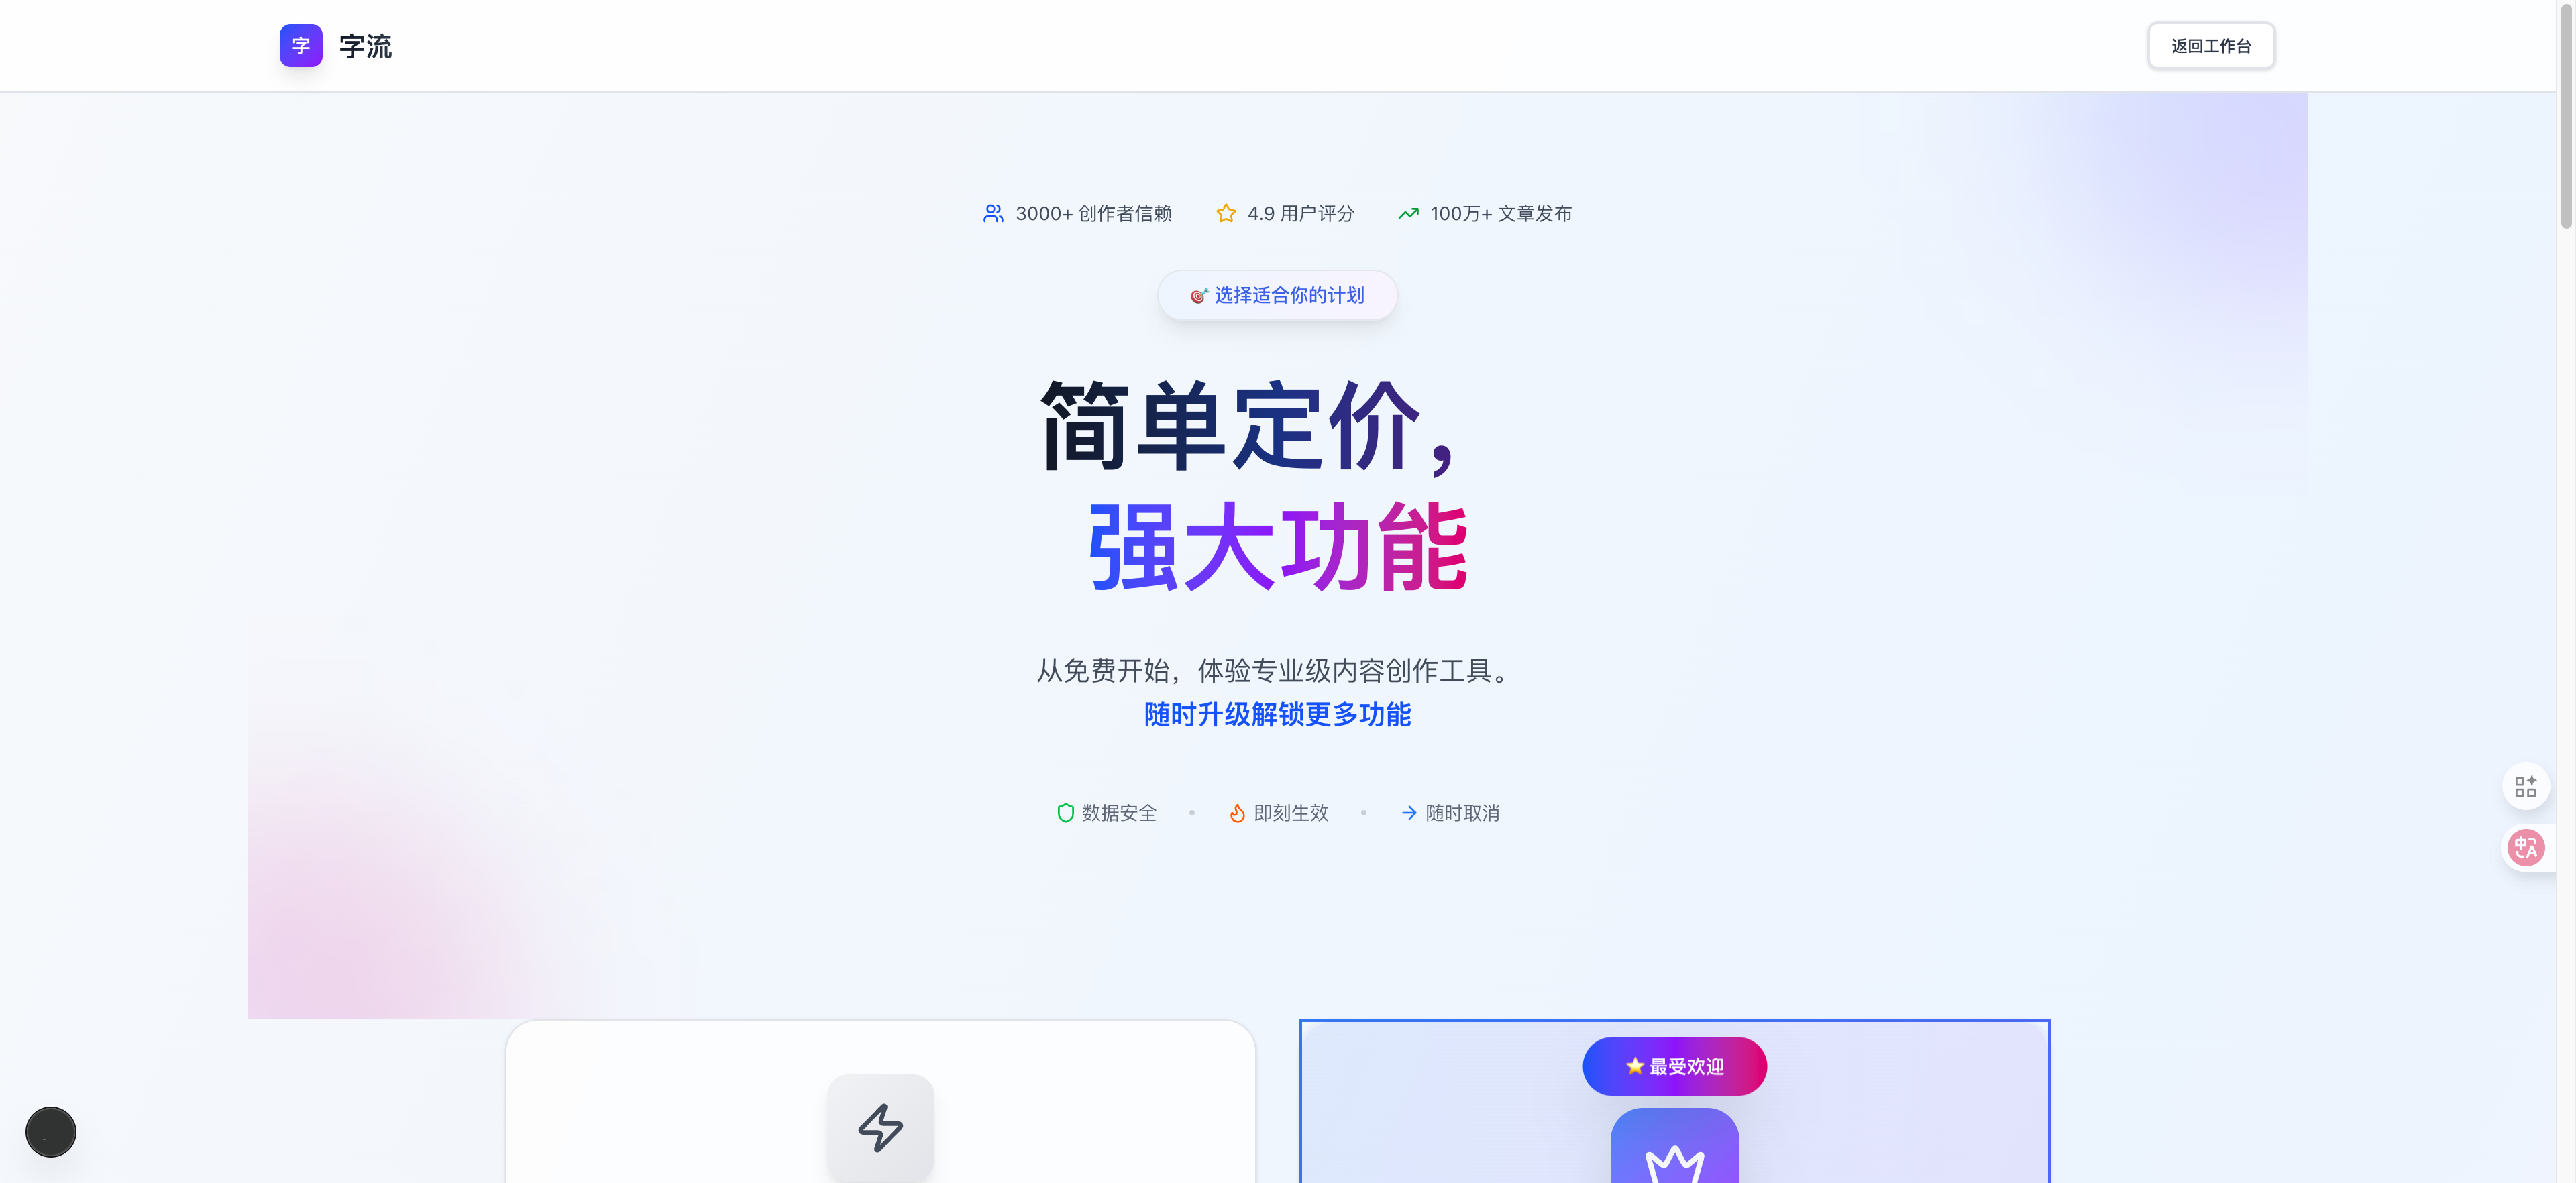 字 字流
返回工作台
3000+ 创作者信赖 4.9 用户评分 100万+ 文章发布
🎯 选择适合你的计划
简单定价，
强大功能
从免费开始，体验专业级内容创作工具。
随时升级解锁更多功能
数据安全 • 即刻生效 • 随时取消
中A
⭐ 最受欢迎